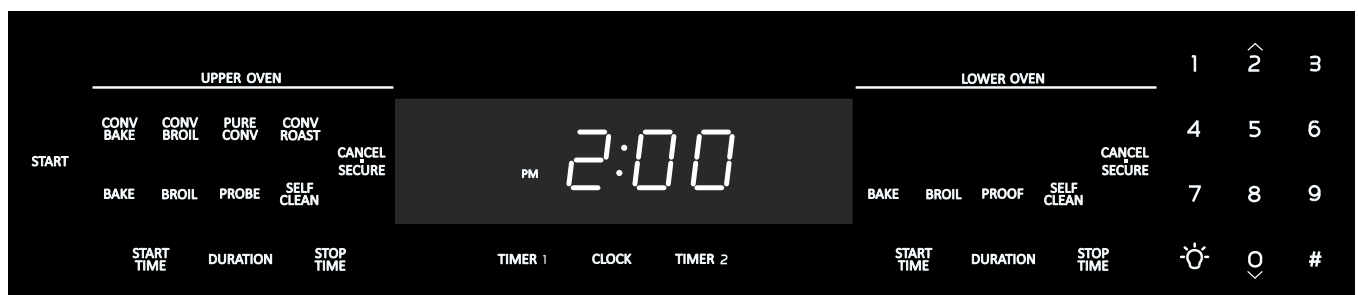 UPPER OVEN
CONV BAKE
CONV BROIL
PURE CONV
CONV ROAST
START
CANCEL
SECURE
BAKE
BROIL
PROBE
SELF CLEAN
START TIME
DURATION
STOP TIME
PM 2:00
TIMER 1
CLOCK
TIMER 2
LOWER OVEN
CANCEL
SECURE
BAKE
BROIL
PROOF
SELF CLEAN
START TIME
DURATION
STOP TIME
1 2 3
4 5 6
7 8 9
0 #